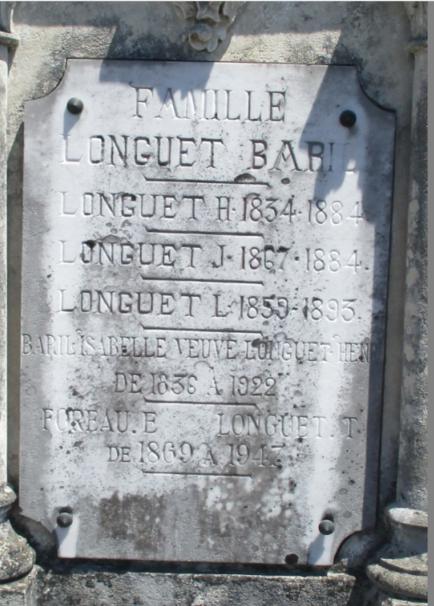 FAMILLE
LONGUET BARIL
LONGUET H·1834·1884
LONGUET J·1867·1884.
LONGUET L·1859·1893.
BARIL ISABELLE VEUVE LONGUET HENRI
DE 1836 A 1922
FUREAU. E LONGUET. T
DE 1869 A 1947